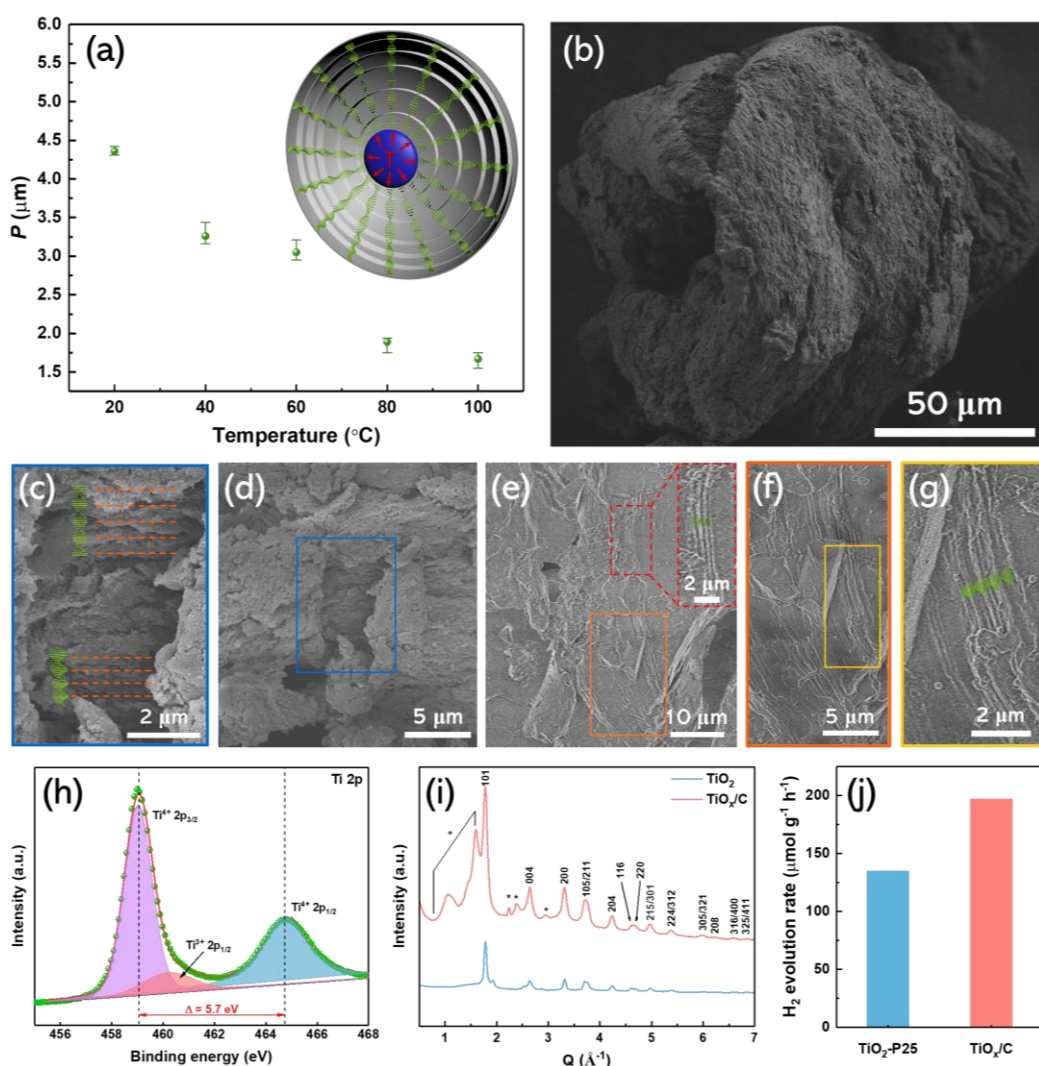 (a)
6.0
5.5
5.0
4.5
4.0
3.5
3.0
2.5
2.0
1.5
P (μm)
20 40 60 80 100
Temperature (°C)
(b)
50 μm
(c)
2 μm
(d)
5 μm
(e)
2 μm
10 μm
(f)
5 μm
(g)
2 μm
(h)
Ti 2p
Ti⁴⁺ 2p₃/₂
Ti⁴⁺ 2p₁/₂
Ti³⁺ 2p₁/₂
Δ = 5.7 eV
Intensity (a.u.)
456 458 460 462 464 466 468
Binding energy (eV)
(i)
TiO₂
TiOₓ/C
*
101
* *
004
*
200
105/211
204
116
220
215/301
224/312
305/321
208
316/400
325/411
Intensity (a.u.)
1 2 3 4 5 6 7
Q (Å⁻¹)
(j)
200
150
100
50
0
H₂ evolution rate (μmol g⁻¹ h⁻¹)
TiO₂-P25 TiOₓ/C